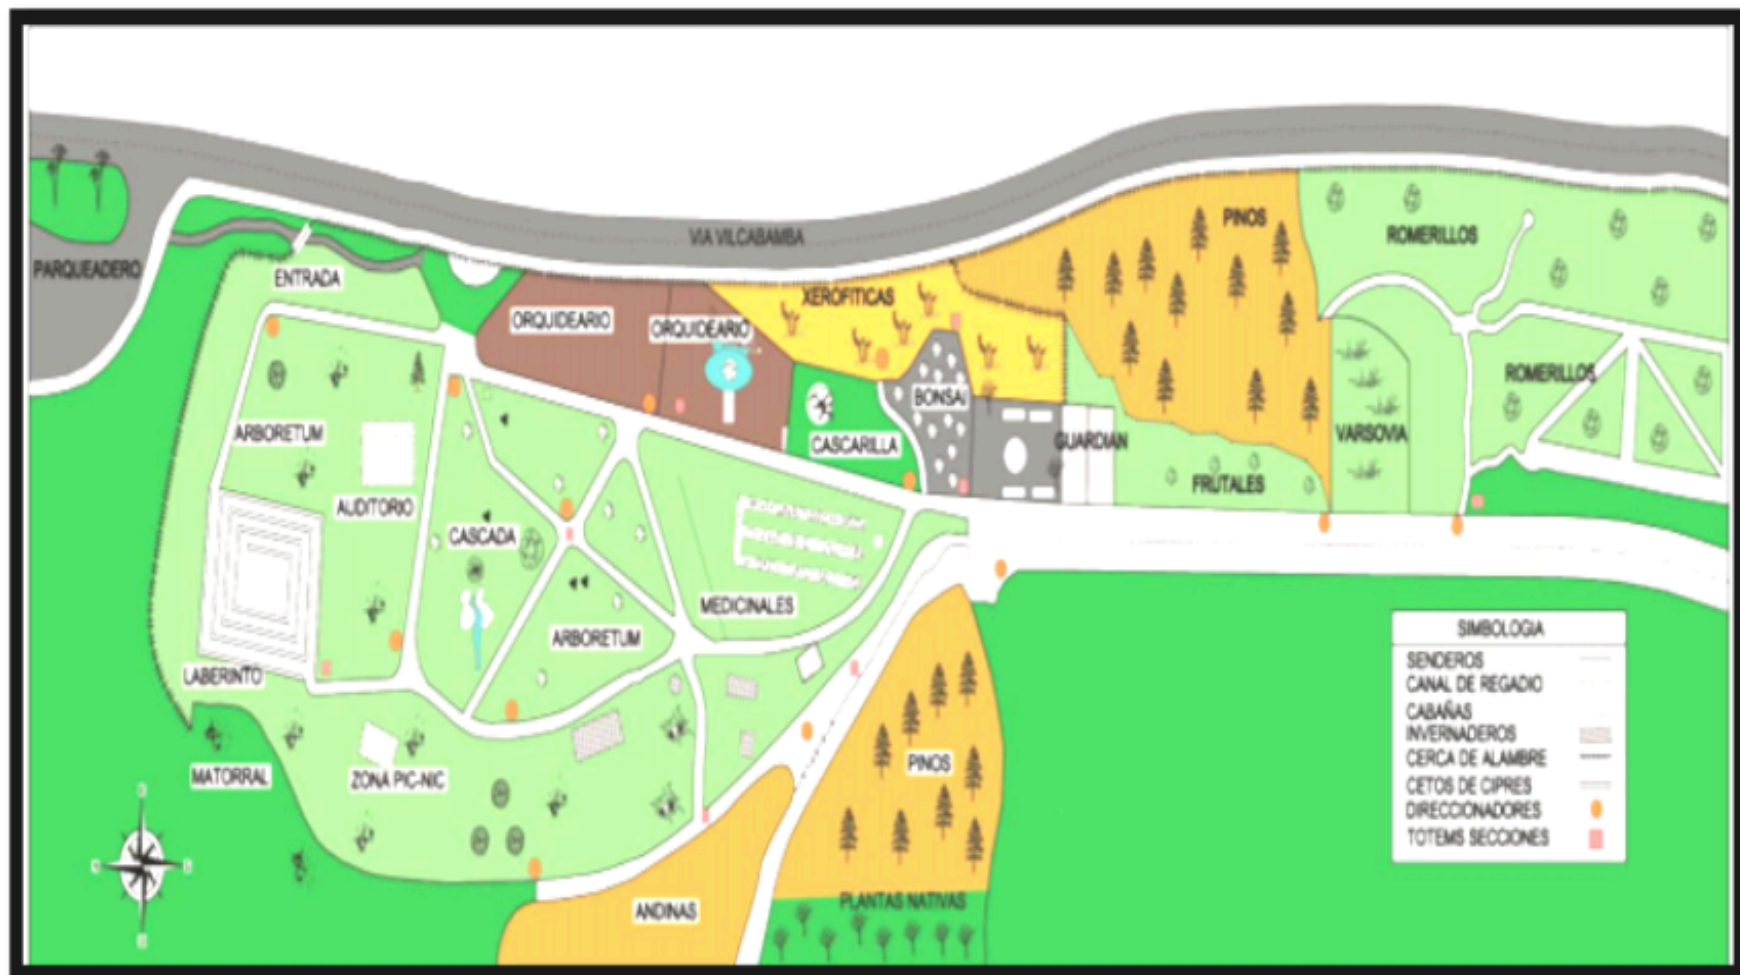 VIA VILCABAMBA
PINOS
ROMERILLOS
PARQUEADERO
ENTRADA
XEROFITICAS
ORQUIDEARIO
ORQUIDEARIO
ROMERILLOS
BONSAI
ARBORETUM
CASCARILLA
GUARDIAN
VARSOVIA
FRUTALES
AUDITORIO
CASCADA
MEDICINALES
ARBORETUM
LABERINTO
MATORRAL
ZONA PIC-NIC
PINOS
PLANTAS NATIVAS
ANDINAS
SIMBOLOGIA
SENDEROS
CANAL DE REGADIO
CABAÑAS
INVERNADEROS
CERCA DE ALAMBRE
CETOS DE CIPRES
DIRECCIONADORES
TOTEMS SECCIONES